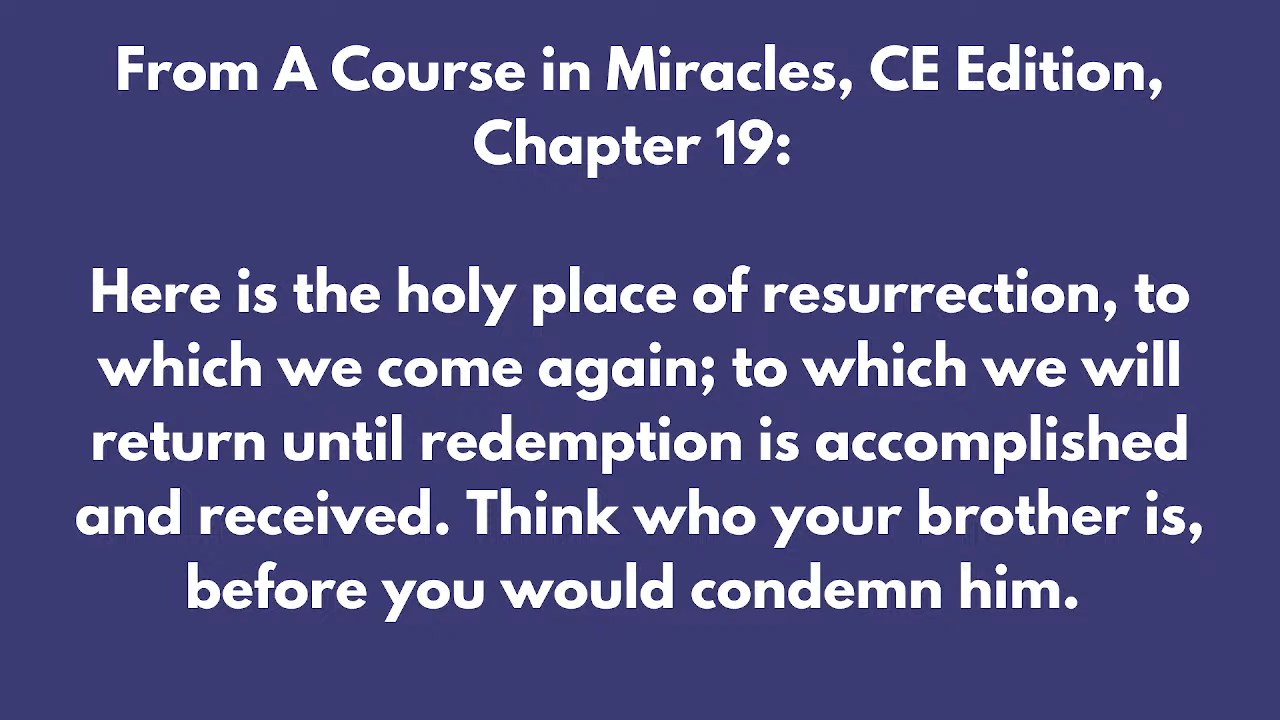 From A Course in Miracles, CE Edition,
Chapter 19:
Here is the holy place of resurrection, to
which we come again; to which we will
return until redemption is accomplished
and received. Think who your brother is,
before you would condemn him.